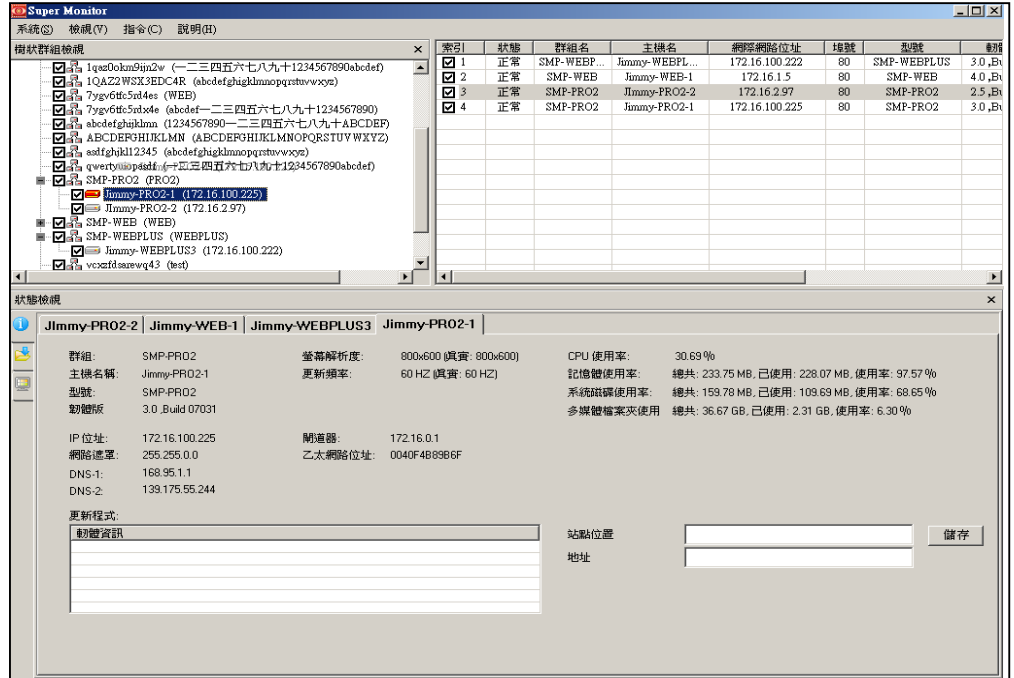 Super Monitor
系統(S) 檢視(V) 指令(C) 說明(H)
樹狀群組檢視
1qaz0okm9ijn2w (一二三四五六七八九十1234567890abcdef)
1QAZ2WSX3EDC4R (abcdefghigklmnopqrstuvwxyz)
7ygv6tfc5rd4es (WEB)
7ygv6tfc5rdx4e (abcdef一二三四五六七八九十1234567890)
abcdefghijklmn (1234567890一二三四五六七八九十ABCDEF)
ABCDEFGHIJKLMN (ABCDEFGHIJKLMNOPQRSTUVWXYZ)
asdfghjkl12345 (abcdefghigklmnopqrstuvwxyz)
SMP-PRO2 (PRO2)
Jimmy-PRO2-1 (172.16.100.225)
JImmy-PRO2-2 (172.16.2.97)
SMP-WEB (WEB)
SMP-WEBPLUS (WEBPLUS)
Jimmy-WEBPLUS3 (172.16.100.222)
vcxzfdsarewq43 (test)
索引 狀態 群組名 主機名 網際網路位址 埠號 型號 韌體
1 正常 SMP-WEBP... Jimmy-WEBPL... 172.16.100.222 80 SMP-WEBPLUS 3.0 ,Bu
2 正常 SMP-WEB Jimmy-WEB-1 172.16.1.5 80 SMP-WEB 4.0 ,Bu
3 正常 SMP-PRO2 JImmy-PRO2-2 172.16.2.97 80 SMP-PRO2 2.5 ,Bu
4 正常 SMP-PRO2 Jimmy-PRO2-1 172.16.100.225 80 SMP-PRO2 3.0 ,Bu
狀態檢視
JImmy-PRO2-2 Jimmy-WEB-1 Jimmy-WEBPLUS3 Jimmy-PRO2-1
群組: SMP-PRO2 螢幕解析度: 800x600 (真實: 800x600) CPU 使用率: 30.69 %
主機名稱: Jimmy-PRO2-1 更新頻率: 60 HZ (真實: 60 HZ) 記憶體使用率: 總共: 233.75 MB, 已使用: 228.07 MB, 使用率: 97.57 %
型號: SMP-PRO2 系統磁碟使用率: 總共: 159.78 MB, 已使用: 109.69 MB, 使用率: 68.65 %
韌體版 3.0 ,Build 07031 多媒體檔案夾使用 總共: 36.67 GB, 已使用: 2.31 GB, 使用率: 6.30 %
IP 位址: 172.16.100.225 閘道器: 172.16.0.1
網路遮罩: 255.255.0.0 乙太網路位址: 0040F4B89B6F
DNS-1: 168.95.1.1
DNS-2: 139.175.55.244
更新程式:
軔體資訊
站點位置 儲存
地址